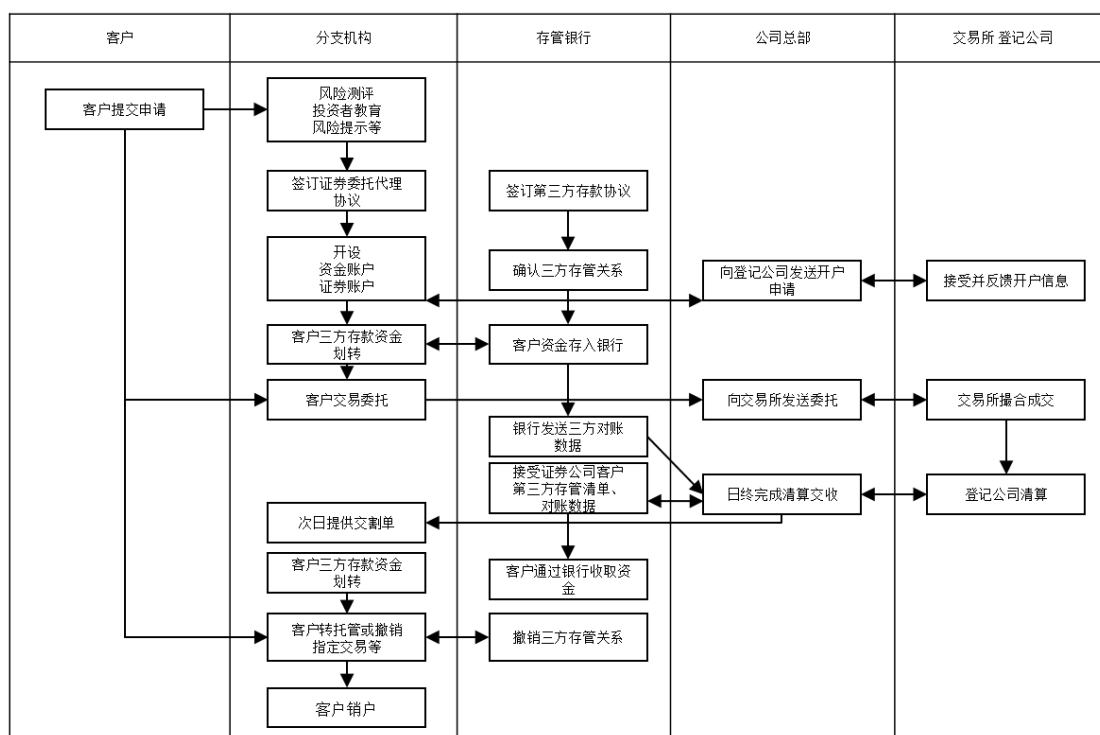 客户
分支机构
存管银行
公司总部
交易所 登记公司
客户提交申请
风险测评
投资者教育
风险提示等
签订证券委托代理
协议
签订第三方存款协议
开设
资金账户
证券账户
确认三方存管关系
向登记公司发送开户
申请
接受并反馈开户信息
客户三方存款资金
划转
客户资金存入银行
客户交易委托
向交易所发送委托
交易所撮合成交
银行发送三方对账
数据
接受证券公司客户
第三方存管清单、
对账数据
日终完成清算交收
登记公司清算
次日提供交割单
客户三方存款资金
划转
客户通过银行收取资
金
客户转托管或撤销
指定交易等
撤销三方存管关系
客户销户